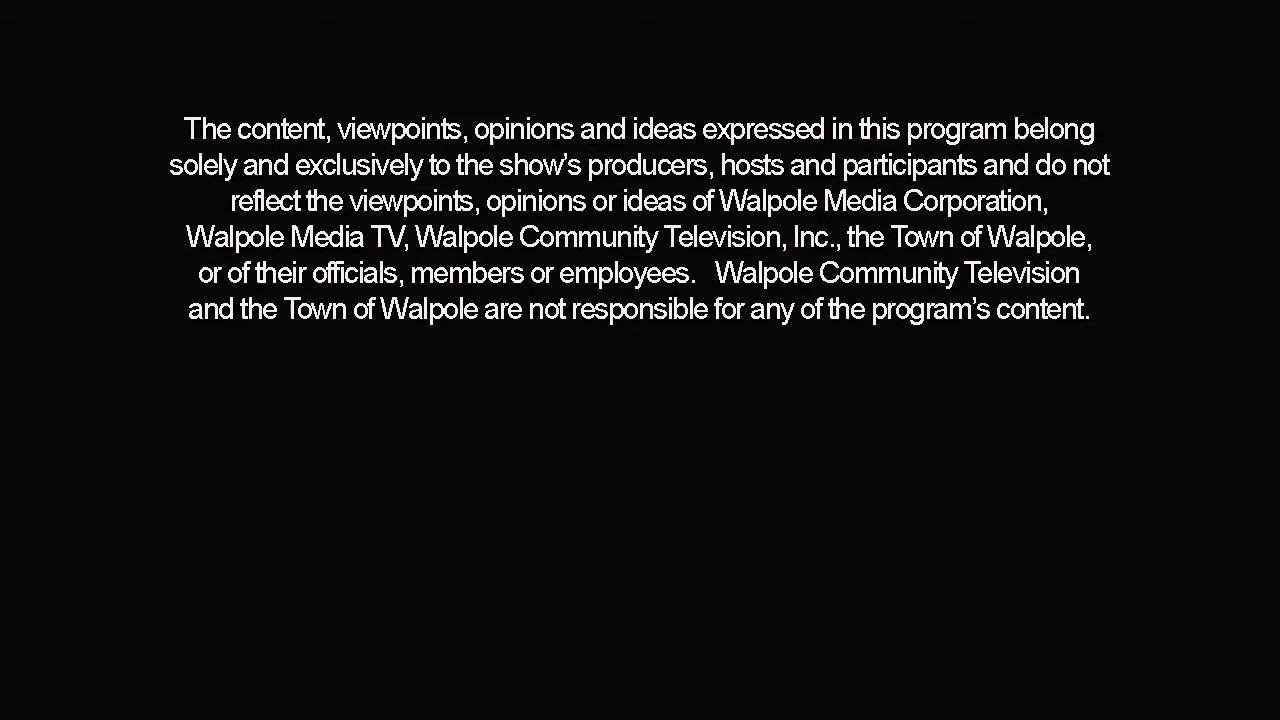 The content, viewpoints, opinions and ideas expressed in this program belong
solely and exclusively to the show’s producers, hosts and participants and do not
reflect the viewpoints, opinions or ideas of Walpole Media Corporation,
Walpole Media TV, Walpole Community Television, Inc., the Town of Walpole,
or of their officials, members or employees.   Walpole Community Television
and the Town of Walpole are not responsible for any of the program’s content.